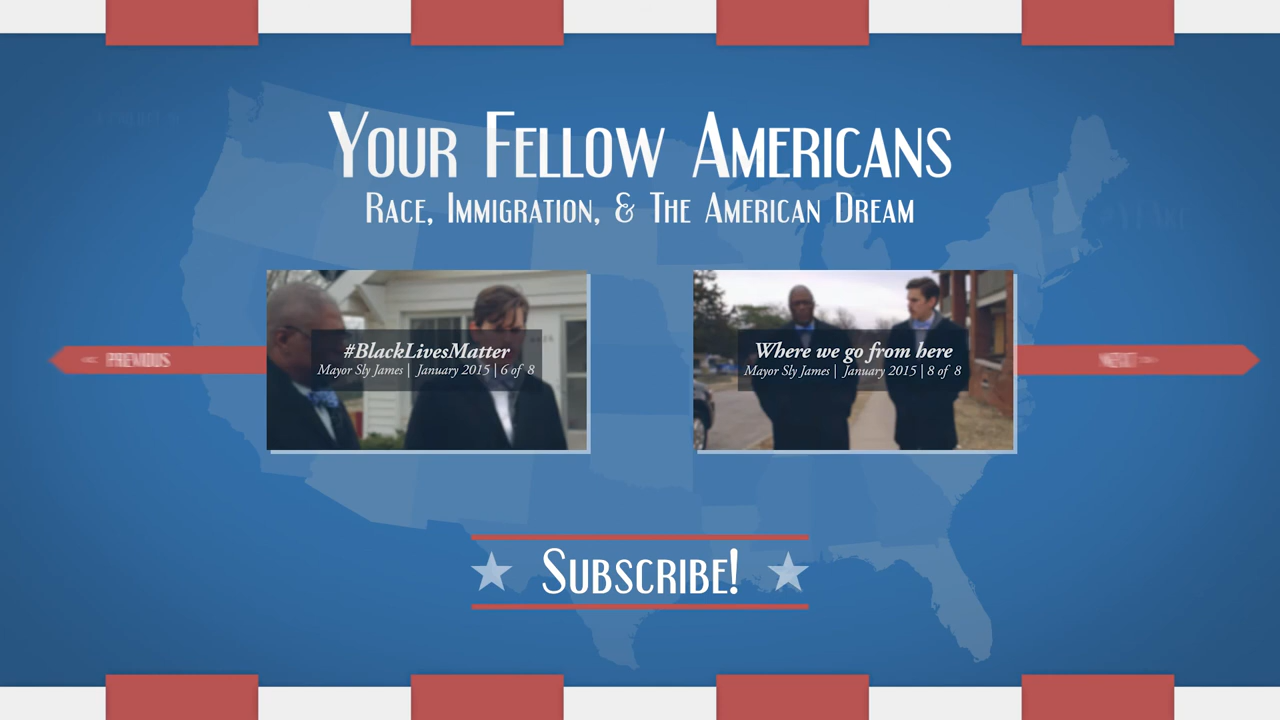 Your Fellow Americans
Race, Immigration, & The American Dream
#BlackLivesMatter
Mayor Sly James | January 2015 | 6 of 8
Where we go from here
Mayor Sly James | January 2015 | 8 of 8
PREVIOUS
NEXT
Subscribe!